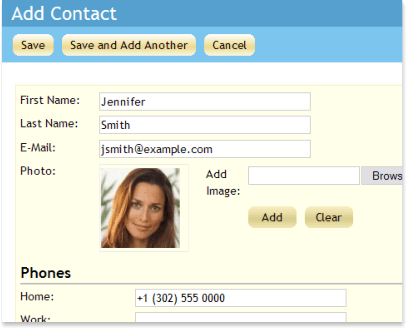 Add Contact
Save Save and Add Another Cancel
First Name: Jennifer
Last Name: Smith
E-Mail: jsmith@example.com
Photo: Add Image: Brows
Add Clear
Phones
Home: +1 (302) 555 0000
Work: